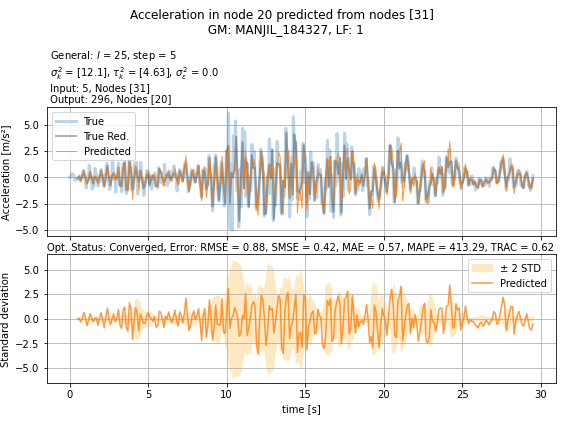 Acceleration in node 20 predicted from nodes [31]
GM: MANJIL_184327, LF: 1
General: l = 25, step = 5
σ²ₖ = [12.1], τ²ₖ = [4.63], σ²ε = 0.0
Input: 5, Nodes [31]
Output: 296, Nodes [20]
Acceleration [m/s²]
5.0
2.5
0.0
−2.5
−5.0
True
True Red.
Predicted
Opt. Status: Converged, Error: RMSE = 0.88, SMSE = 0.42, MAE = 0.57, MAPE = 413.29, TRAC = 0.62
Standard deviation
5.0
2.5
0.0
−2.5
−5.0
± 2 STD
Predicted
0 5 10 15 20 25 30
time [s]